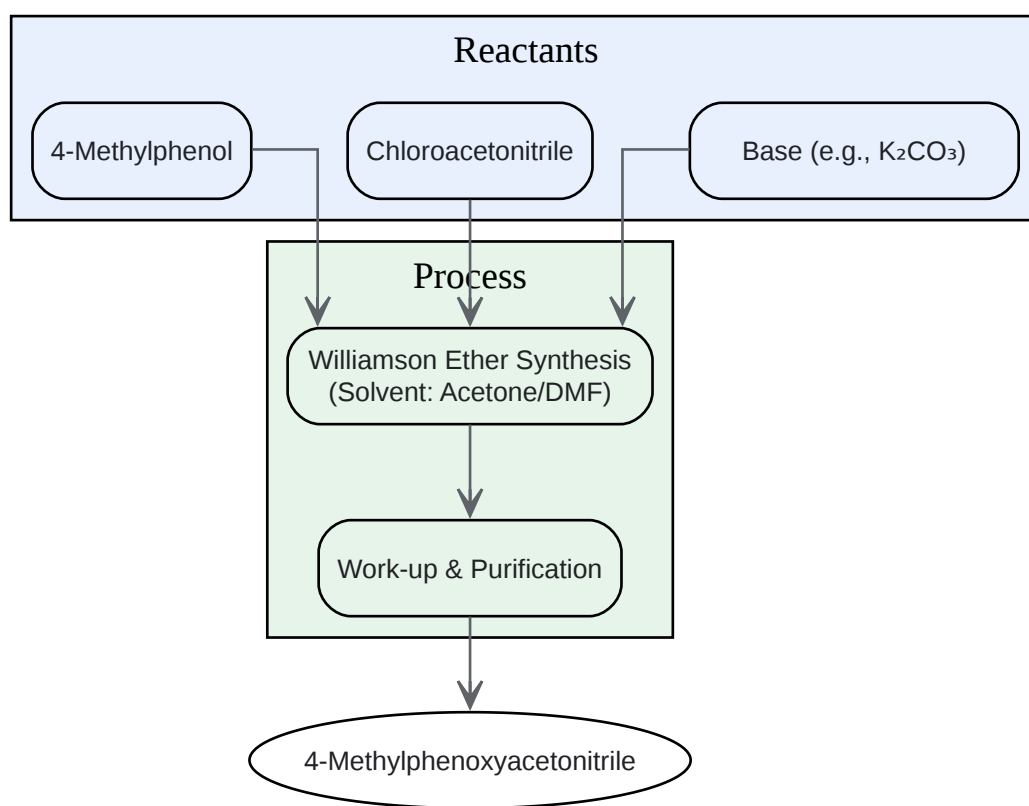 Reactants
4-Methylphenol
Chloroacetonitrile
Base (e.g., K₂CO₃)
Process
Williamson Ether Synthesis
(Solvent: Acetone/DMF)
Work-up & Purification
4-Methylphenoxyacetonitrile